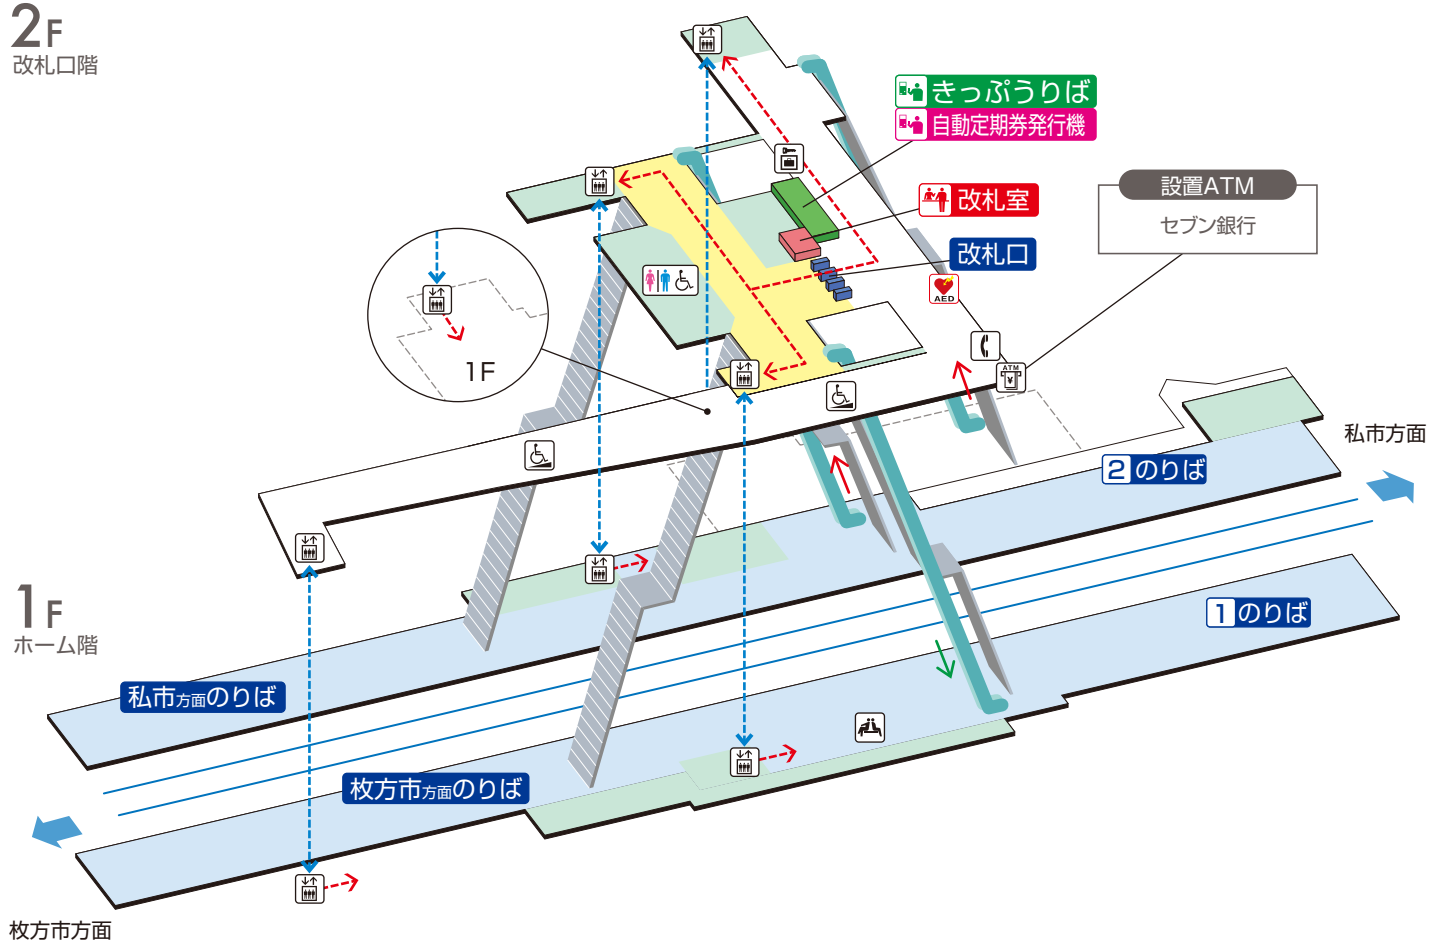 2F
改札口階
きっぷうりば
自動定期券発行機
設置ATM
セブン銀行
改札室
改札口
AED
ATM
¥
1F
私市方面
2 のりば
1F
ホーム階
1 のりば
私市方面のりば
枚方市方面のりば
枚方市方面